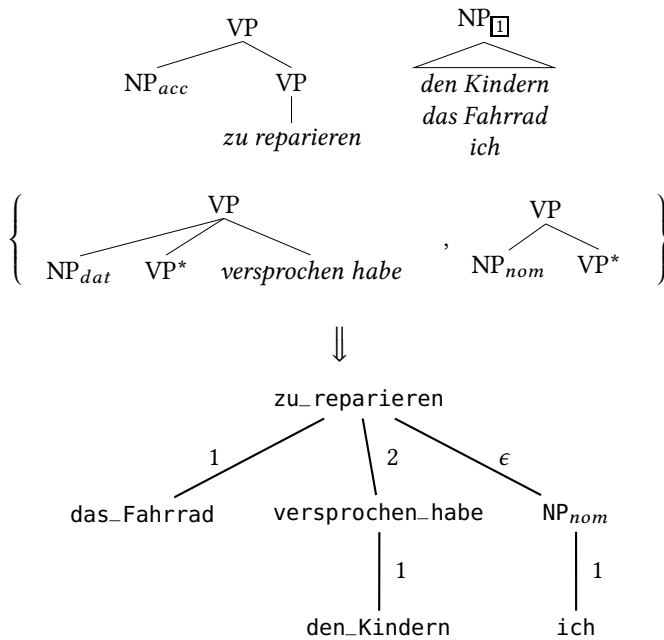 VP
NP_acc VP
zu reparieren
NP_[1]
den Kindern
das Fahrrad
ich
{ VP
NP_dat VP* versprochen habe
,
VP
NP_nom VP* }
⇓
zu_reparieren
1 2 ϵ
das_Fahrrad versprochen_habe NP_nom
1 1
den_Kindern ich